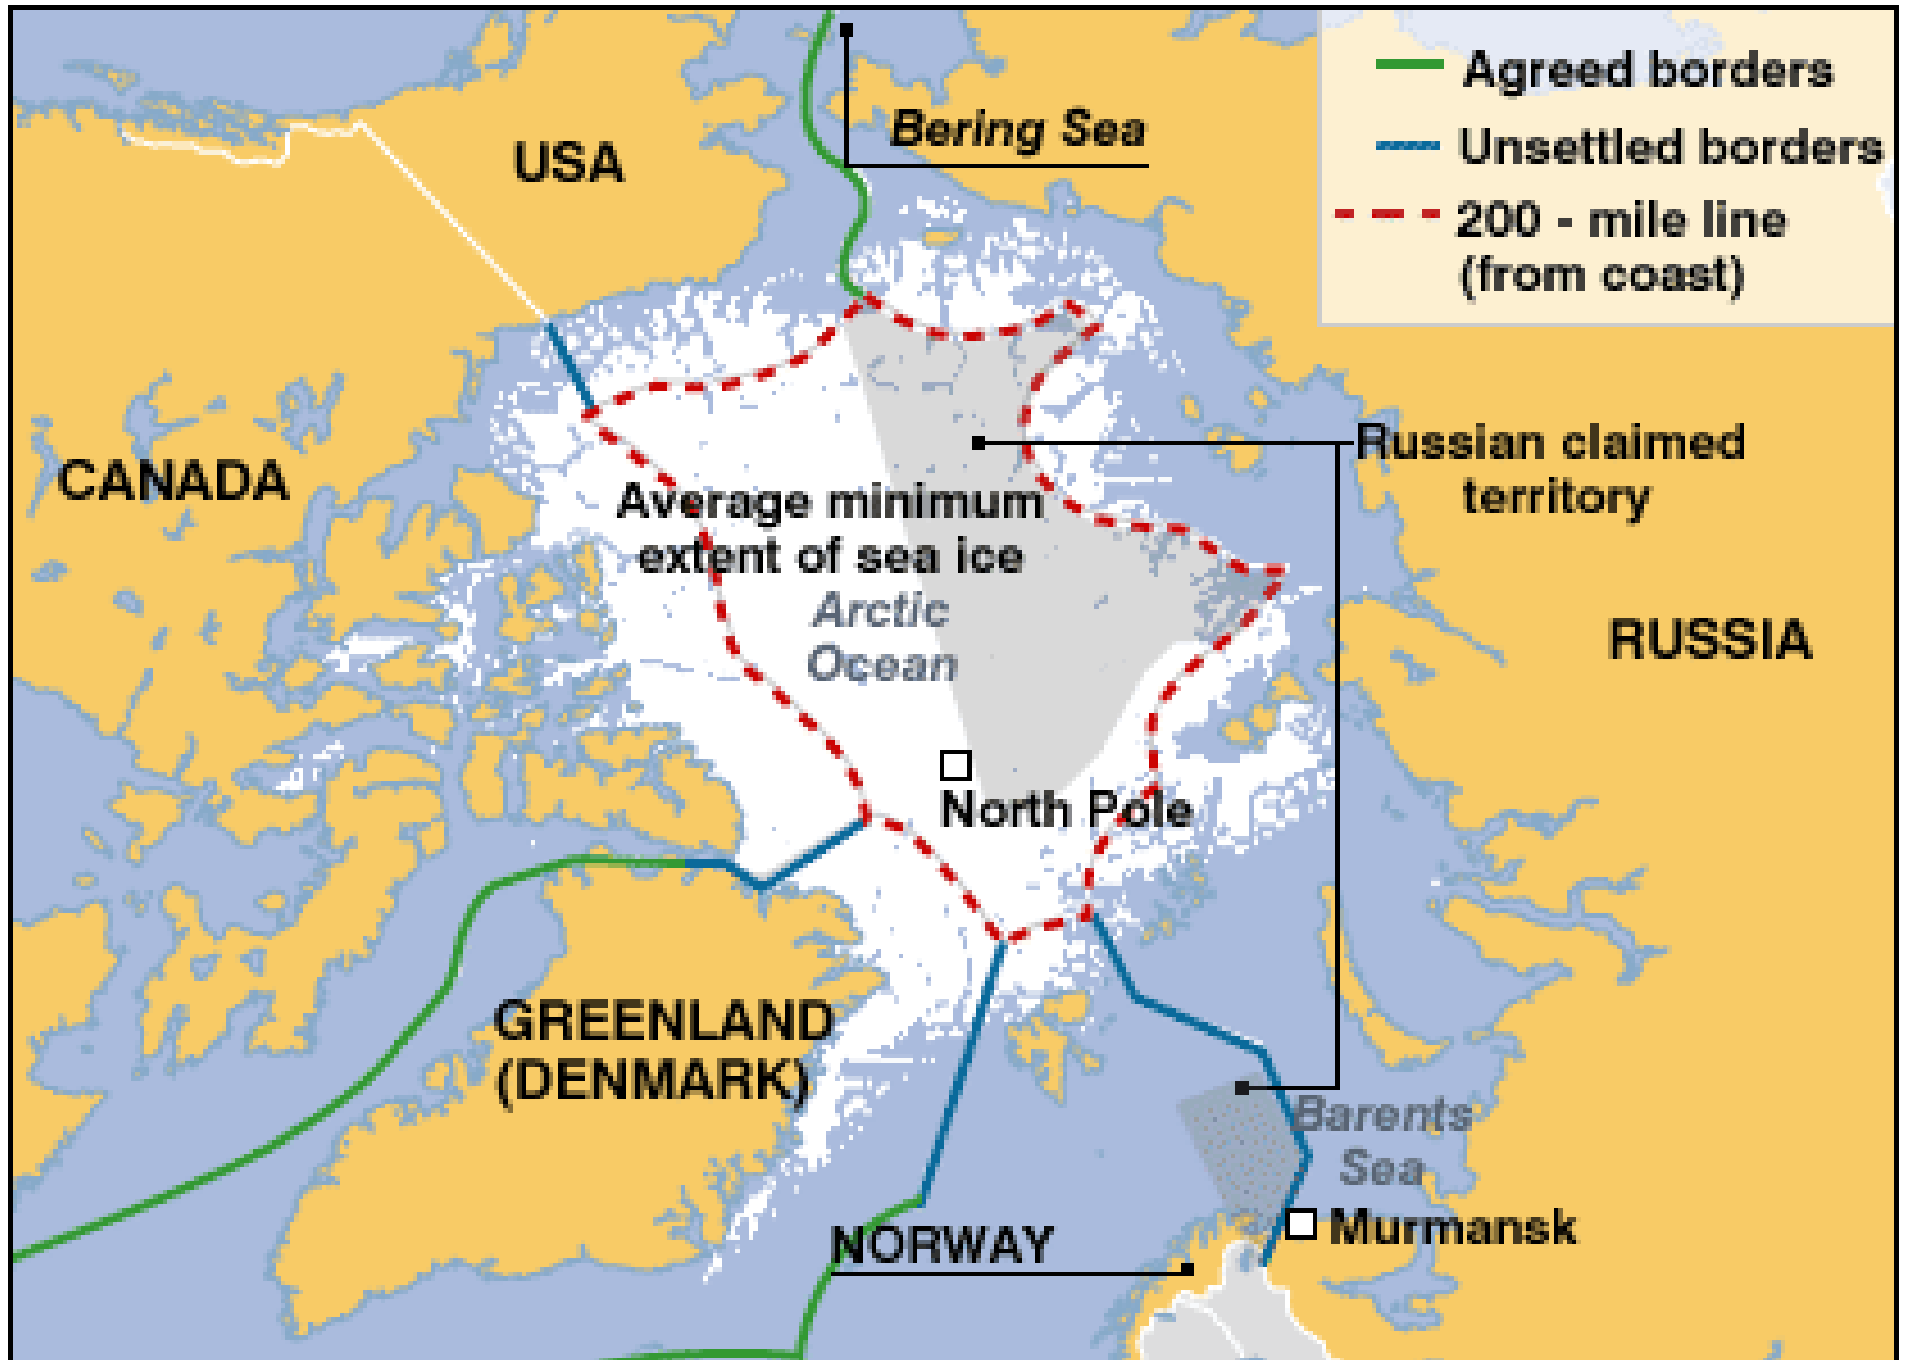 Agreed borders
Unsettled borders
200 - mile line
(from coast)
Bering Sea
USA
CANADA
Russian claimed
territory
Average minimum
extent of sea ice
Arctic
Ocean
RUSSIA
North Pole
GREENLAND
(DENMARK)
Barents
Sea
Murmansk
NORWAY